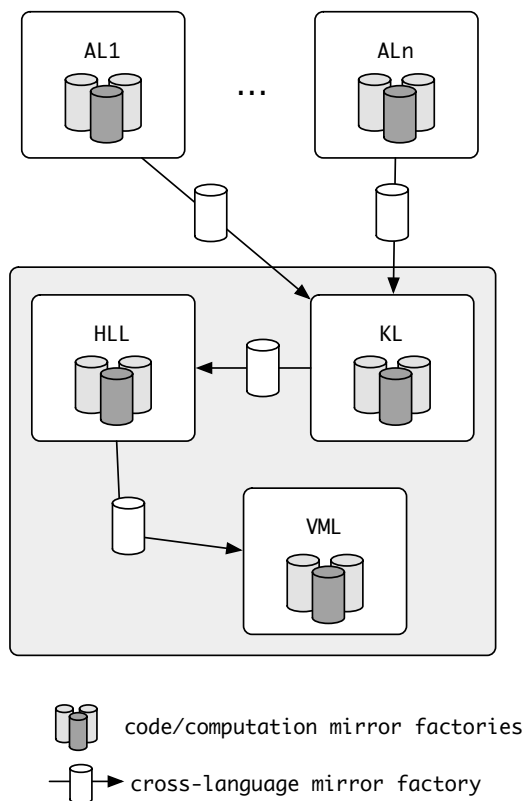 AL1
...
ALn
HLL
KL
VML
code/computation mirror factories
cross-language mirror factory